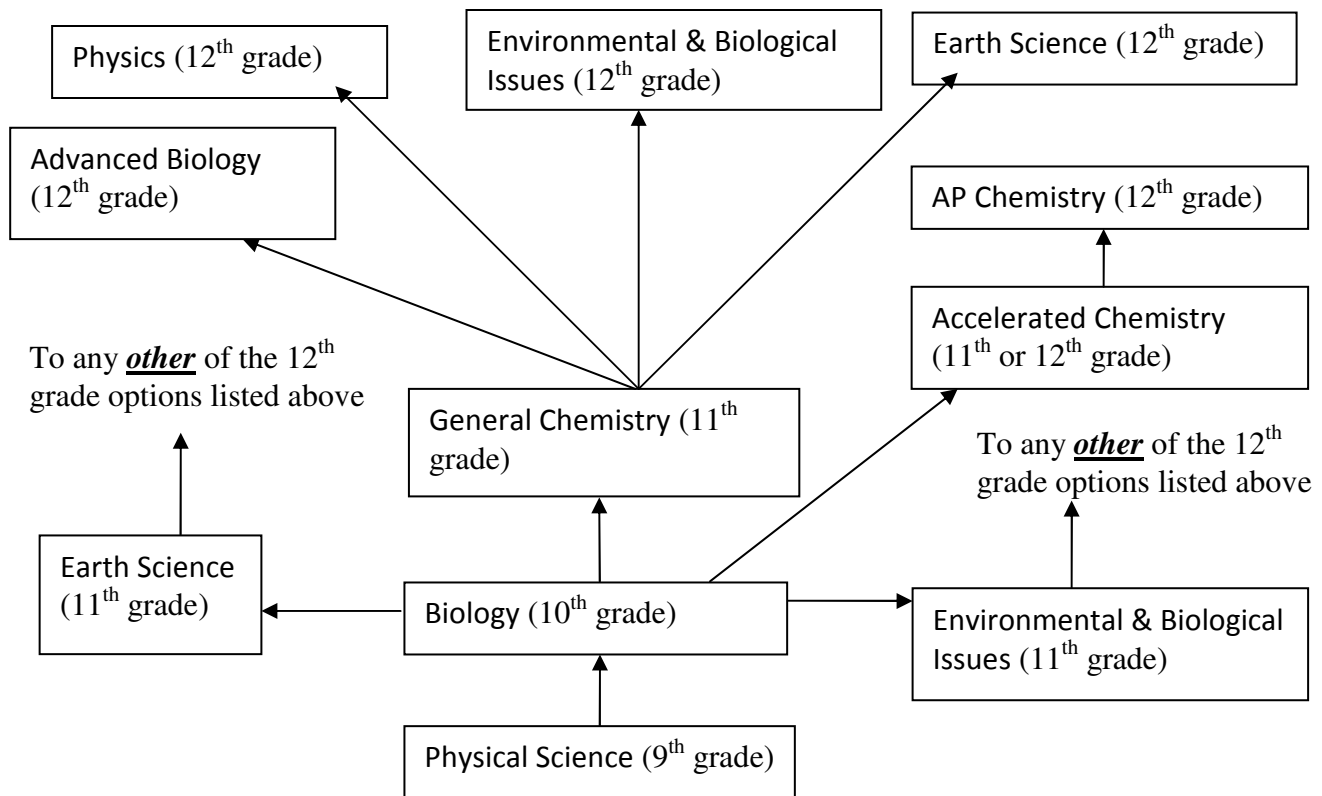 Physics (12th grade)
Environmental & Biological
Issues (12th grade)
Earth Science (12th grade)
Advanced Biology
(12th grade)
AP Chemistry (12th grade)
Accelerated Chemistry
(11th or 12th grade)
To any other of the 12th
grade options listed above
General Chemistry (11th
grade)
To any other of the 12th
grade options listed above
Earth Science
(11th grade)
Biology (10th grade)
Environmental & Biological
Issues (11th grade)
Physical Science (9th grade)